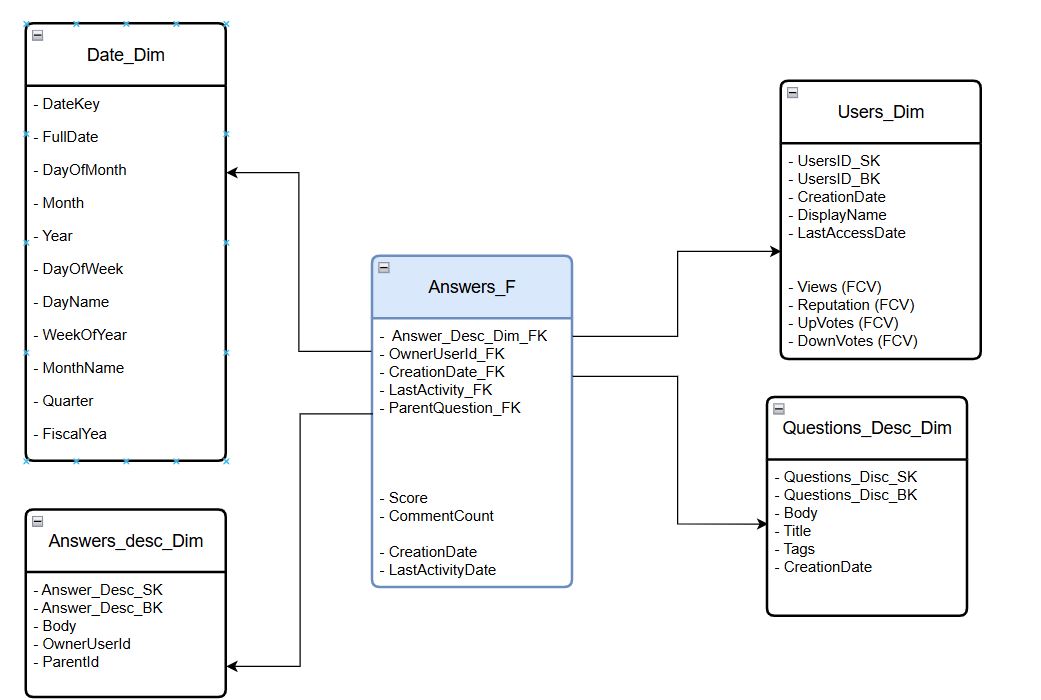 Date_Dim
- DateKey
- FullDate
- DayOfMonth
- Month
- Year
- DayOfWeek
- DayName
- WeekOfYear
- MonthName
- Quarter
- FiscalYea
Answers_desc_Dim
- Answer_Desc_SK
- Answer_Desc_BK
- Body
- OwnerUserId
- ParentId
Answers_F
- Answer_Desc_Dim_FK
- OwnerUserId_FK
- CreationDate_FK
- LastActivity_FK
- ParentQuestion_FK
- Score
- CommentCount
- CreationDate
- LastActivityDate
Users_Dim
- UsersID_SK
- UsersID_BK
- CreationDate
- DisplayName
- LastAccessDate
- Views (FCV)
- Reputation (FCV)
- UpVotes (FCV)
- DownVotes (FCV)
Questions_Desc_Dim
- Questions_Disc_SK
- Questions_Disc_BK
- Body
- Title
- Tags
- CreationDate